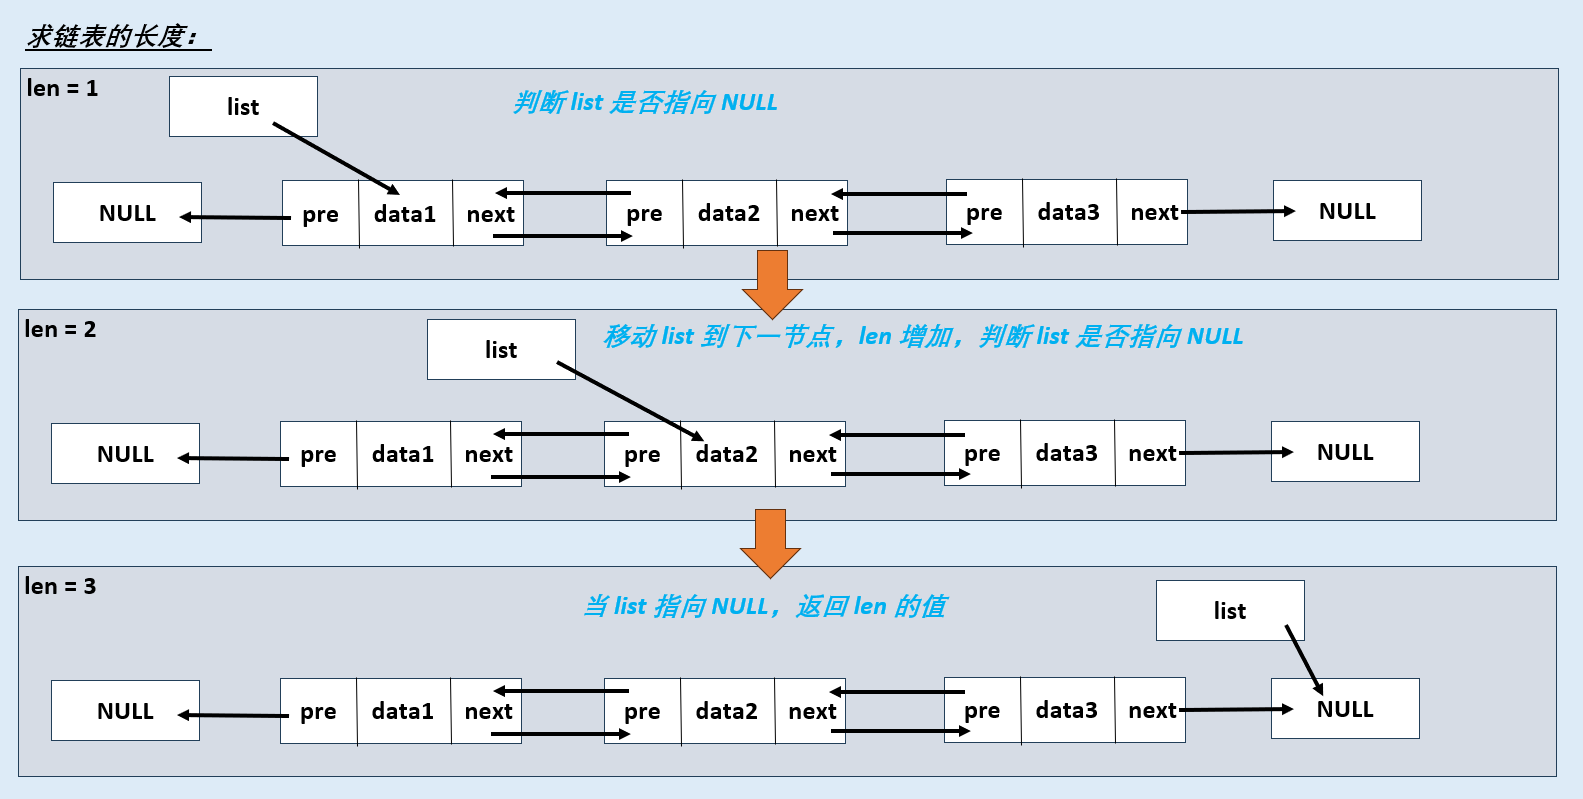 求链表的长度：
len = 1
判断 list 是否指向 NULL
list
NULL
pre data1 next
pre data2 next
pre data3 next
NULL
len = 2
移动 list 到下一节点，len 增加，判断 list 是否指向 NULL
list
NULL
pre data1 next
pre data2 next
pre data3 next
NULL
len = 3
当 list 指向 NULL，返回 len 的值
list
NULL
pre data1 next
pre data2 next
pre data3 next
NULL